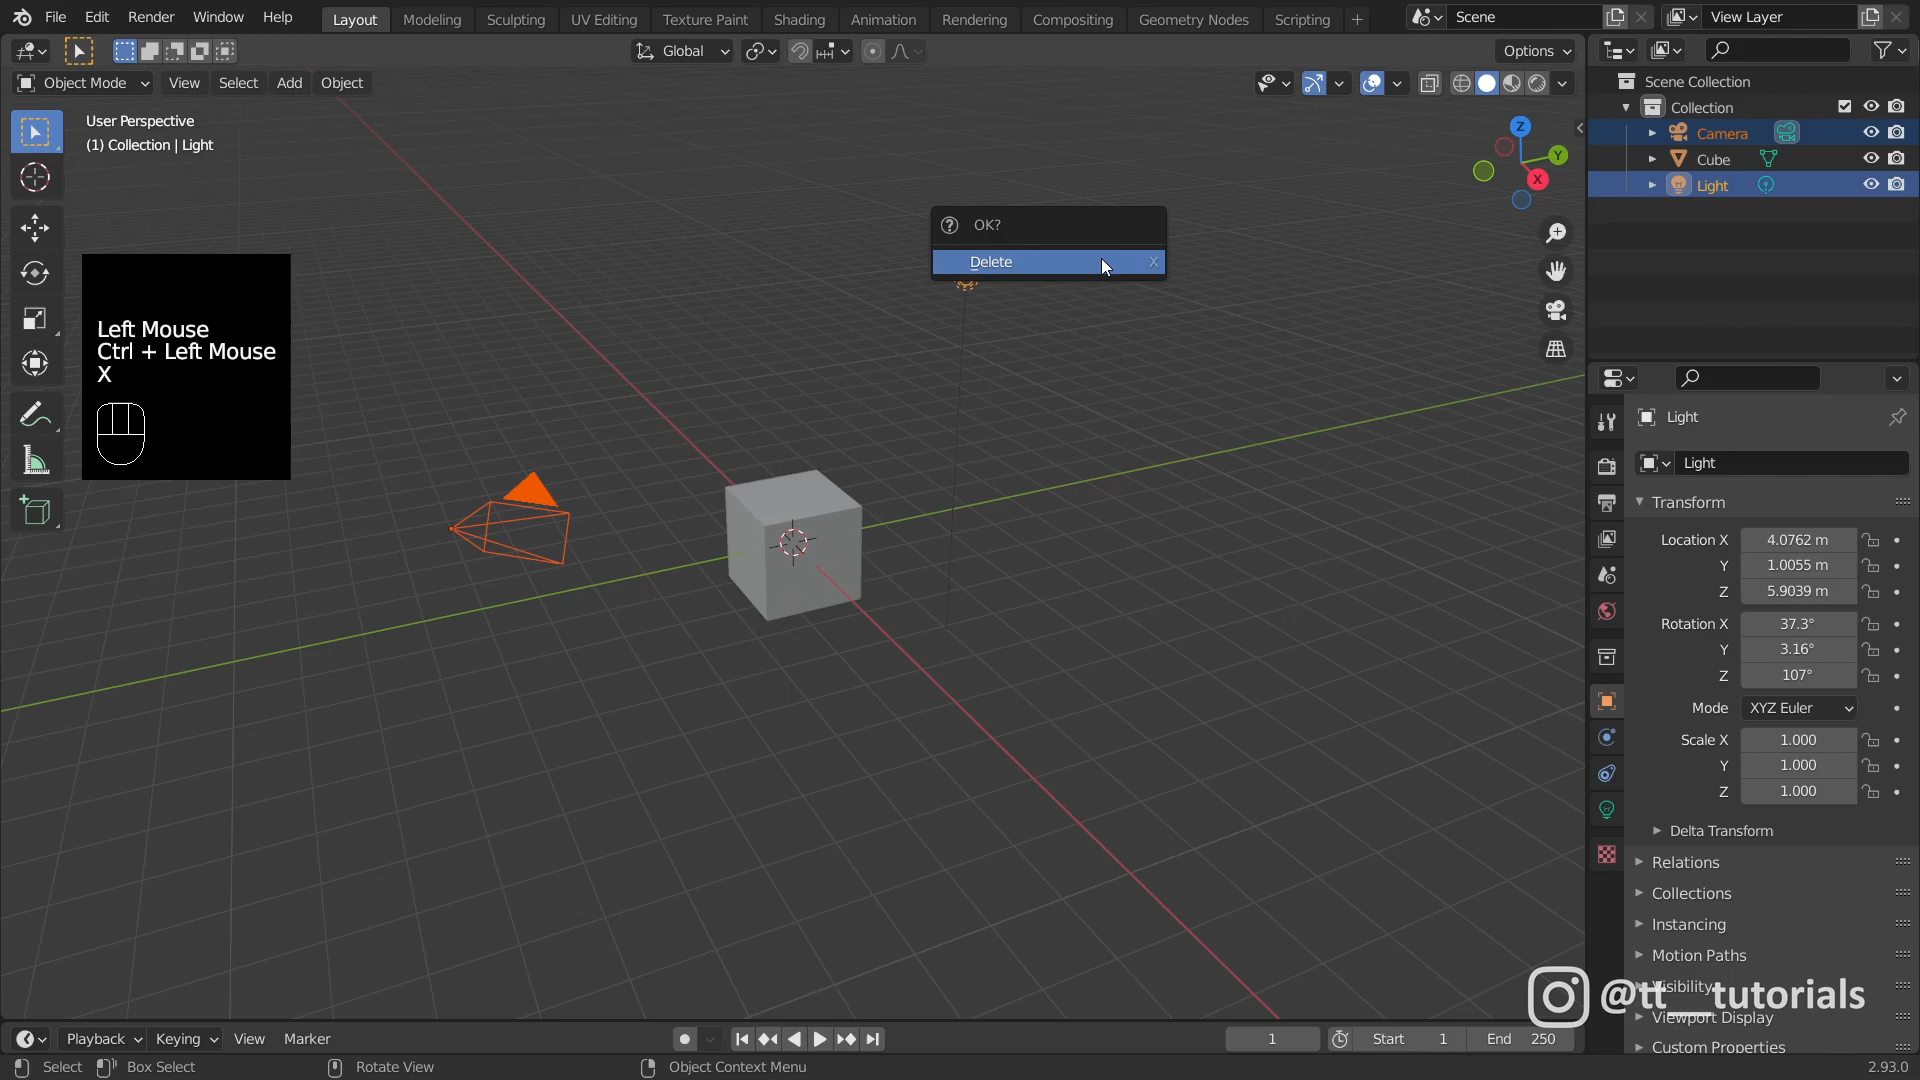 File Edit Render Window Help
Layout Modeling Sculpting UV Editing Texture Paint Shading Animation Rendering Compositing Geometry Nodes Scripting +
Scene
View Layer
Global
Options
Object Mode View Select Add Object
User Perspective
(1) Collection | Light
Z
Y
X
Left Mouse
Ctrl + Left Mouse
X
OK?
Delete X
Scene Collection
Collection
Camera
Cube
Light
Light
Light
Transform
Location X 4.0762 m
Y 1.0055 m
Z 5.9039 m
Rotation X 37.3°
Y 3.16°
Z 107°
Mode XYZ Euler
Scale X 1.000
Y 1.000
Z 1.000
Delta Transform
Relations
Collections
Instancing
Motion Paths
Visibility
Viewport Display
Custom Properties
@tt__tutorials
Playback Keying View Marker
1 Start 1 End 250
Select Box Select Rotate View Object Context Menu 2.93.0